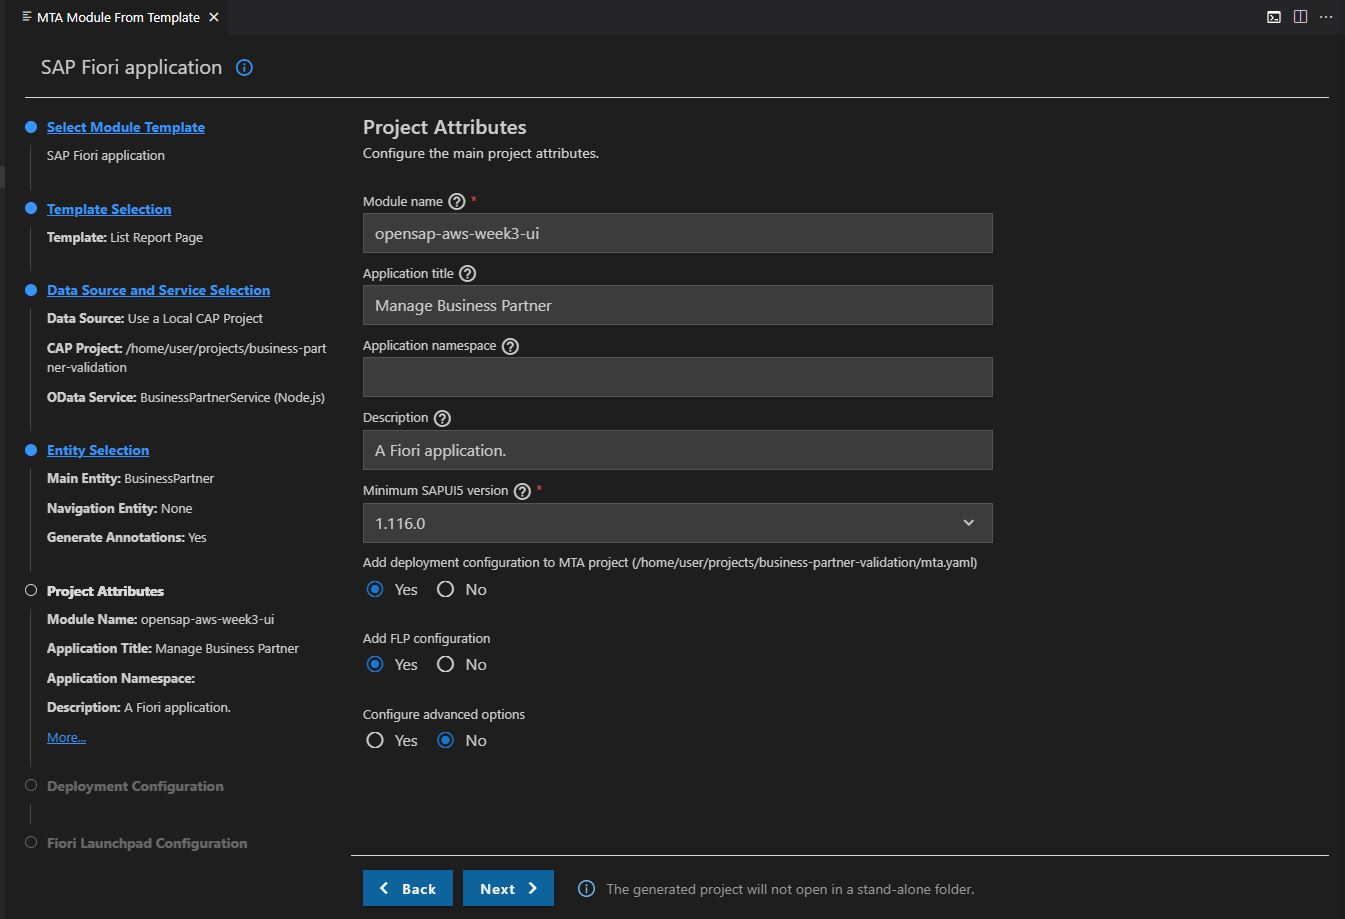 MTA Module From Template
SAP Fiori application
Select Module Template
SAP Fiori application
Template Selection
Template: List Report Page
Data Source and Service Selection
Data Source: Use a Local CAP Project
CAP Project: /home/user/projects/business-part
ner-validation
OData Service: BusinessPartnerService (Node.js)
Entity Selection
Main Entity: BusinessPartner
Navigation Entity: None
Generate Annotations: Yes
Project Attributes
Module Name: opensap-aws-week3-ui
Application Title: Manage Business Partner
Application Namespace:
Description: A Fiori application.
More...
Deployment Configuration
Fiori Launchpad Configuration
Project Attributes
Configure the main project attributes.
Module name ? *
opensap-aws-week3-ui
Application title ?
Manage Business Partner
Application namespace ?
Description ?
A Fiori application.
Minimum SAPUI5 version ? *
1.116.0
Add deployment configuration to MTA project (/home/user/projects/business-partner-validation/mta.yaml)
Yes No
Add FLP configuration
Yes No
Configure advanced options
Yes No
Back Next The generated project will not open in a stand-alone folder.